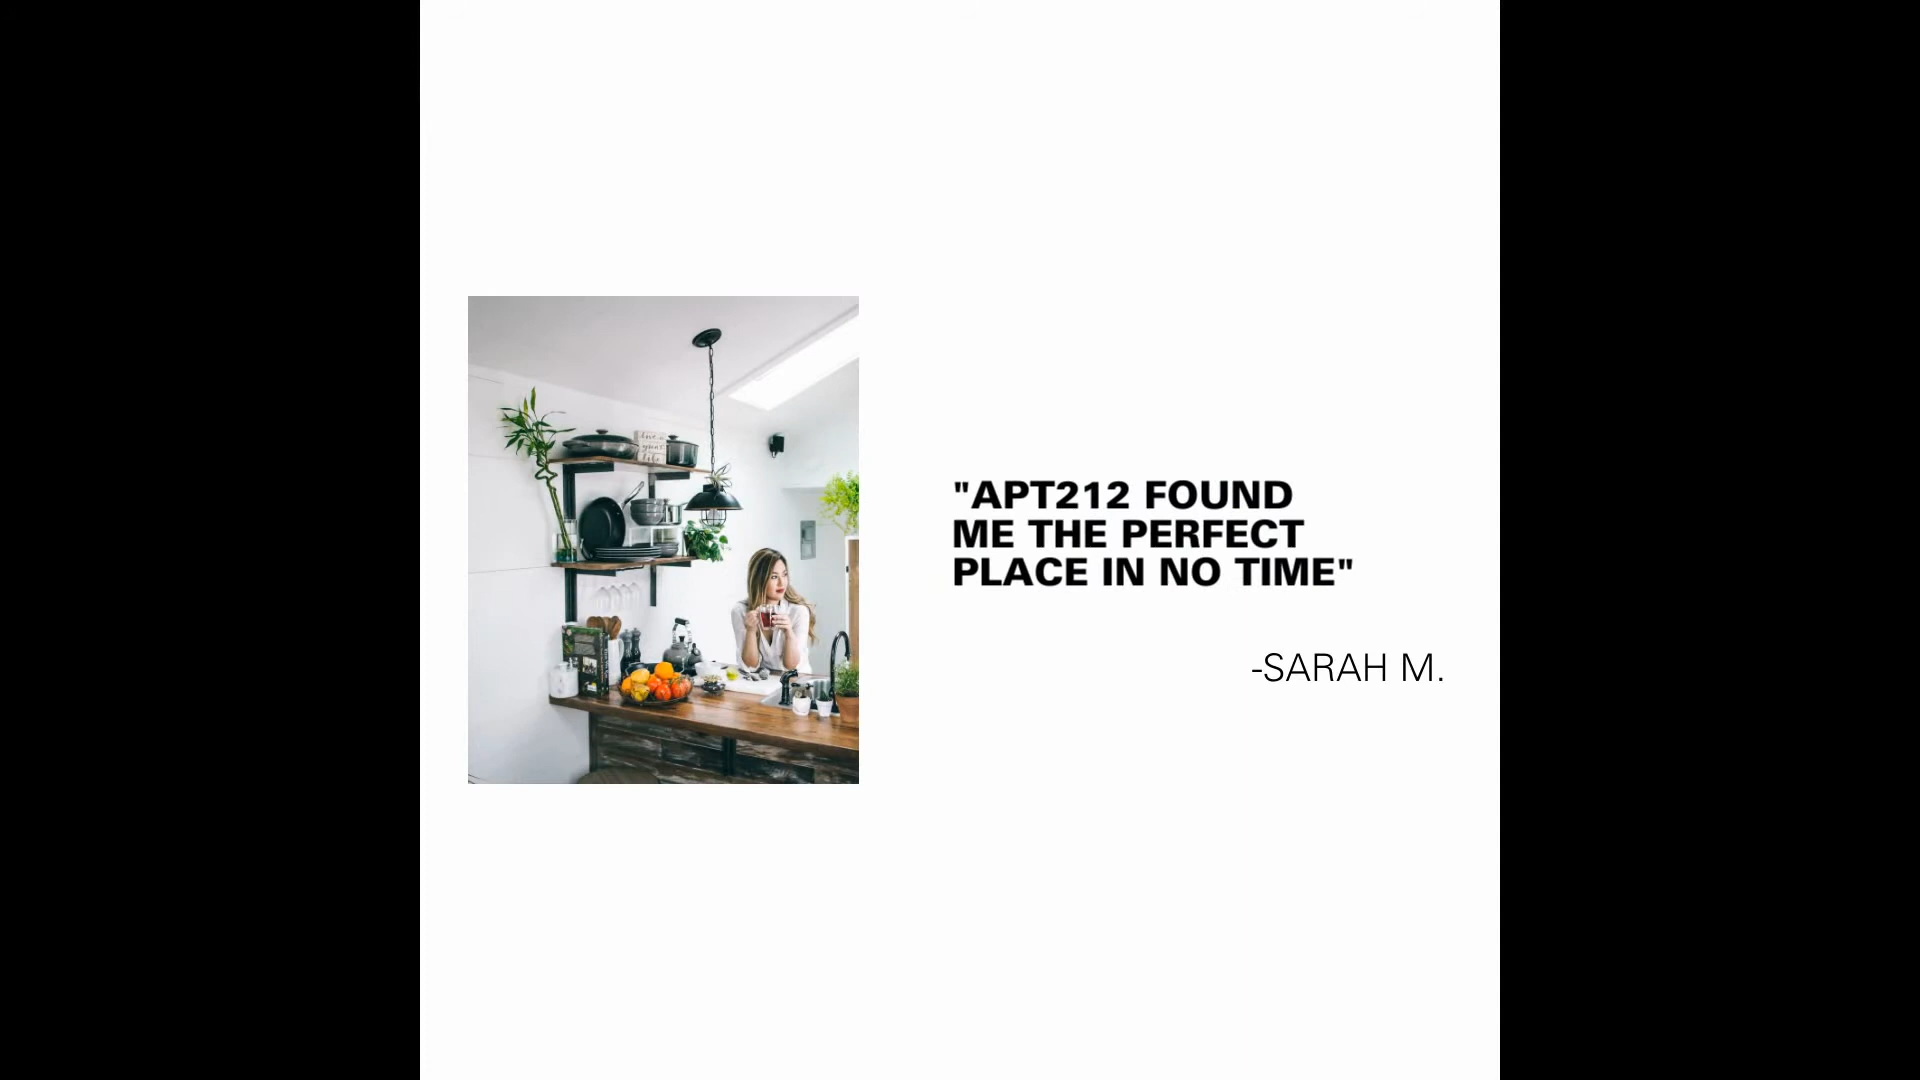 "APT212 FOUND
ME THE PERFECT
PLACE IN NO TIME"
-SARAH M.